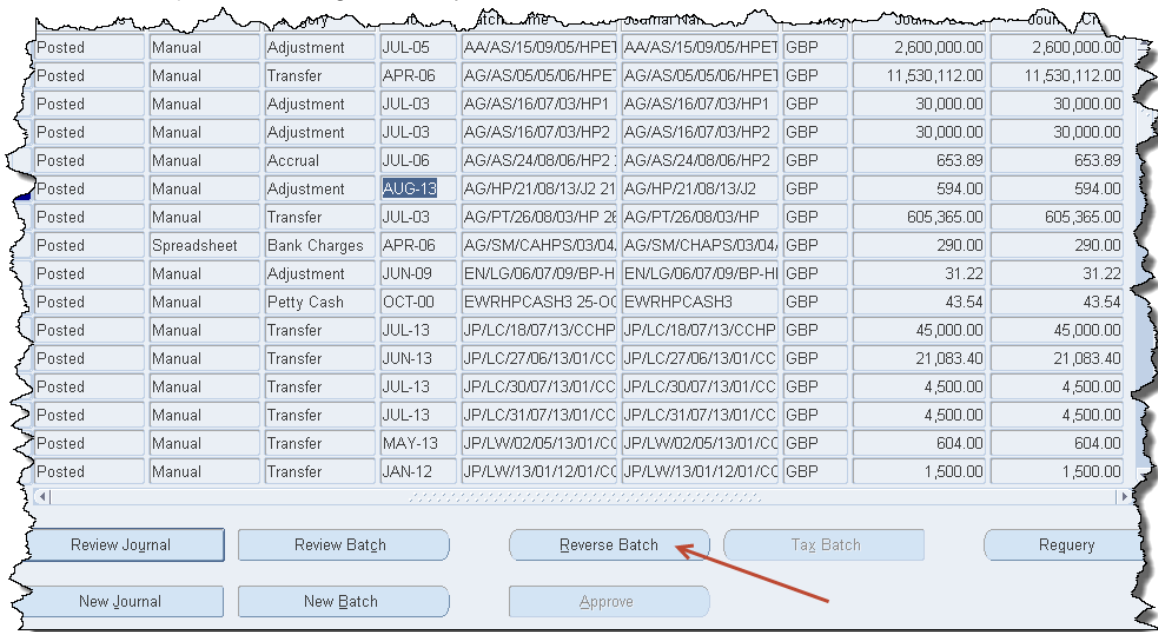 Posted Manual Adjustment JUL-05 AA/AS/15/09/05/HPET AA/AS/15/09/05/HPET GBP 2,600,000.00 2,600,000.00
Posted Manual Transfer APR-06 AG/AS/05/05/06/HPE AG/AS/05/05/06/HPET GBP 11,530,112.00 11,530,112.00
Posted Manual Adjustment JUL-03 AG/AS/16/07/03/HP1 AG/AS/16/07/03/HP1 GBP 30,000.00 30,000.00
Posted Manual Adjustment JUL-03 AG/AS/16/07/03/HP2 AG/AS/16/07/03/HP2 GBP 30,000.00 30,000.00
Posted Manual Accrual JUL-06 AG/AS/24/08/06/HP2 AG/AS/24/08/06/HP2 GBP 653.89 653.89
Posted Manual Adjustment AUG-13 AG/HP/21/08/13/J2 21 AG/HP/21/08/13/J2 GBP 594.00 594.00
Posted Manual Transfer JUL-03 AG/PT/26/08/03/HP 26 AG/PT/26/08/03/HP GBP 605,365.00 605,365.00
Posted Spreadsheet Bank Charges APR-06 AG/SM/CAHPS/03/04. AG/SM/CHAPS/03/04/ GBP 290.00 290.00
Posted Manual Adjustment JUN-09 EN/LG/06/07/09/BP-H EN/LG/06/07/09/BP-HI GBP 31.22 31.22
Posted Manual Petty Cash OCT-00 EWRHPCASH3 25-OC EWRHPCASH3 GBP 43.54 43.54
Posted Manual Transfer JUL-13 JP/LC/18/07/13/CCHP JP/LC/18/07/13/CCHP GBP 45,000.00 45,000.00
Posted Manual Transfer JUN-13 JP/LC/27/06/13/01/CC JP/LC/27/06/13/01/CC GBP 21,083.40 21,083.40
Posted Manual Transfer JUL-13 JP/LC/30/07/13/01/CC JP/LC/30/07/13/01/CC GBP 4,500.00 4,500.00
Posted Manual Transfer JUL-13 JP/LC/31/07/13/01/CC JP/LC/31/07/13/01/CC GBP 4,500.00 4,500.00
Posted Manual Transfer MAY-13 JP/LW/02/05/13/01/CC JP/LW/02/05/13/01/CC GBP 604.00 604.00
Posted Manual Transfer JAN-12 JP/LW/13/01/12/01/CC JP/LW/13/01/12/01/CC GBP 1,500.00 1,500.00
Review Journal Review Batch Reverse Batch Tax Batch Requery
New Journal New Batch Approve